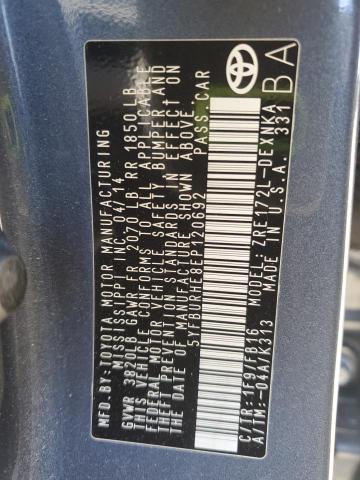 MFD.BY:TOYOTA MOTOR MANUFACTURING
MISSISSIPPI INC. 04/14
GVWR 3820LB GAWR FR 2070 LB RR 1850LB
THIS VEHICLE CONFORMS TO ALL APPLICABLE
FEDERAL MOTOR VEHICLE SAFETY, BUMPER, AND
THEFT PREVENTION STANDARDS IN EFFECT ON
THE DATE OF MANUFACTURE SHOWN ABOVE.
5YFBURHE8EP120692 PASS.CAR
C/TR:1F9/FB16 ZRE172L-DEXNKA
A/TM:-04A/K313 MADE IN U.S.A. 331
TOYOTA
BA